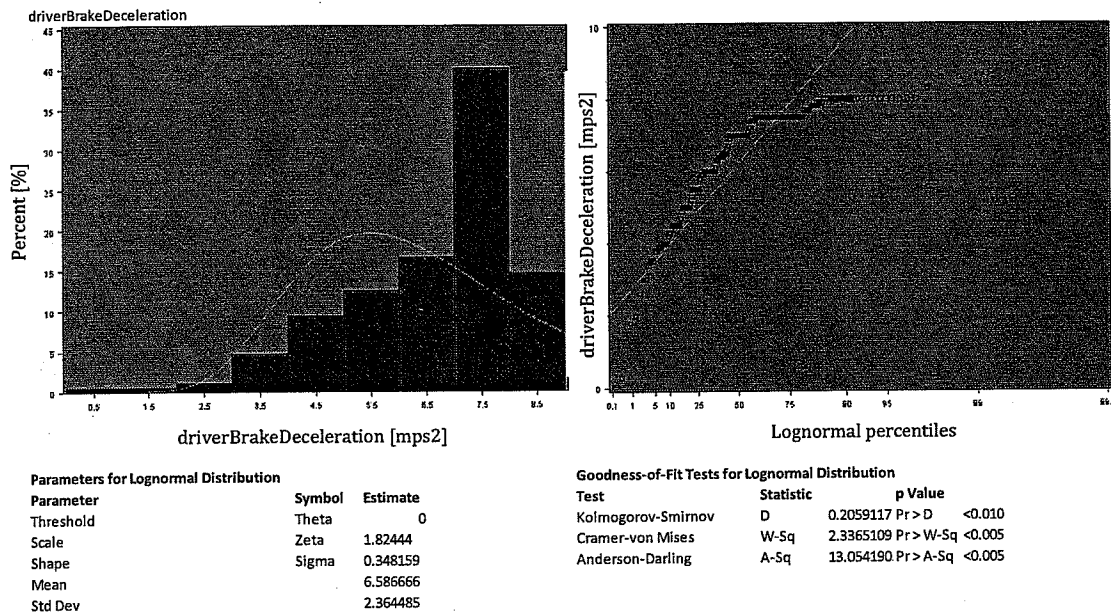 driverBrakeDeceleration
Percent [%]
45
40
35
30
25
20
15
10
5
0
0.5 1.5 2.5 3.5 4.5 6.5 7.5 8.5
driverBrakeDeceleration [mps2]
driverBrakeDeceleration [mps2]
10
0
0.1 1 5 10 25 50 75 90 95 99
Lognormal percentiles
Parameters for Lognormal Distribution
Parameter Symbol Estimate
Threshold Theta 0
Scale Zeta 1.82444
Shape Sigma 0.348159
Mean 6.586666
Std Dev 2.364485
Goodness-of-Fit Tests for Lognormal Distribution
Test Statistic p Value
Kolmogorov-Smirnov D 0.2059117 Pr > D <0.010
Cramer-von Mises W-Sq 2.3365109 Pr > W-Sq <0.005
Anderson-Darling A-Sq 13.054190 Pr > A-Sq <0.005